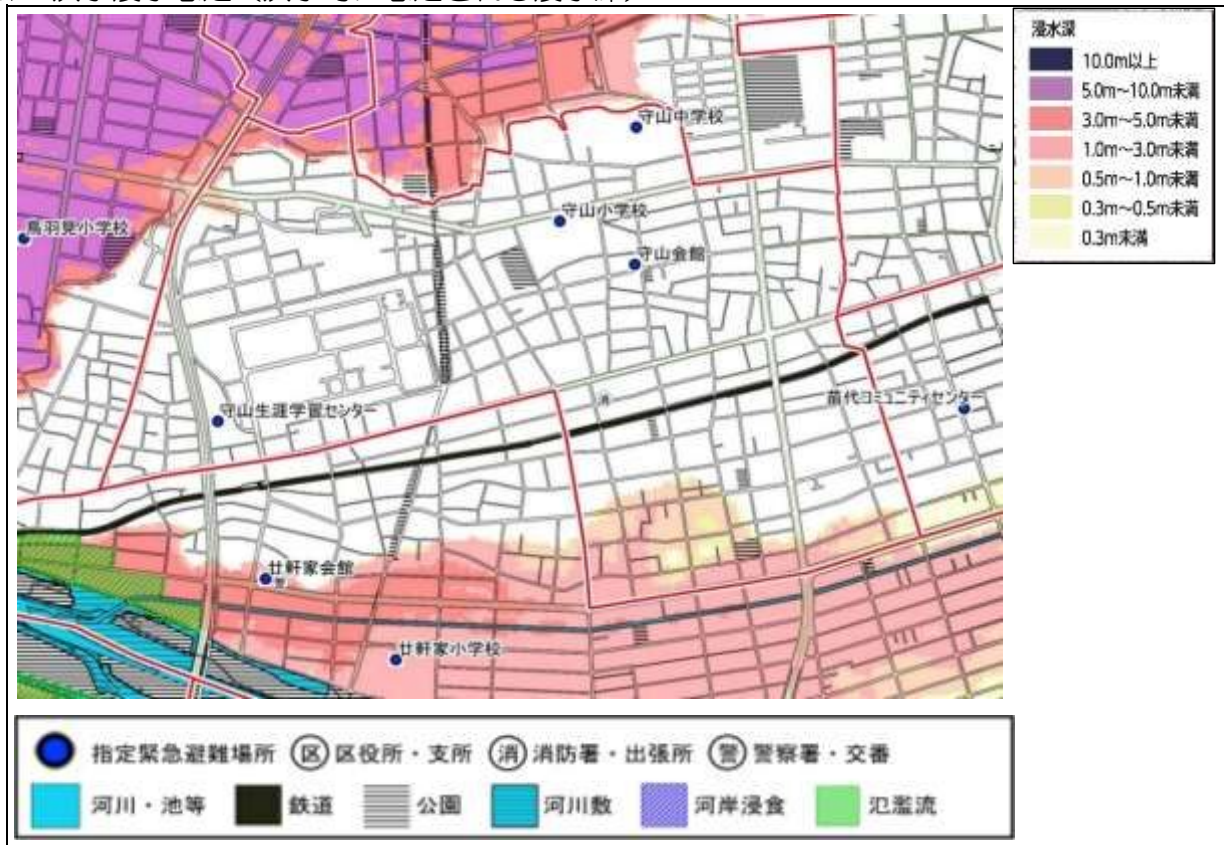 浸水深
10.0m以上
5.0m～10.0m未満
3.0m～5.0m未満
1.0m～3.0m未満
0.5m～1.0m未満
0.3m～0.5m未満
0.3m未満
守山中学校
守山小学校
鳥羽見小学校
守山会館
守山生涯学習センター
苗代コミュニティセンター
廿軒家会館
廿軒家小学校
指定緊急避難場所 区 区役所・支所 消 消防署・出張所 警 警察署・交番
河川・池等 鉄道 公園 河川敷 河岸浸食 氾濫流